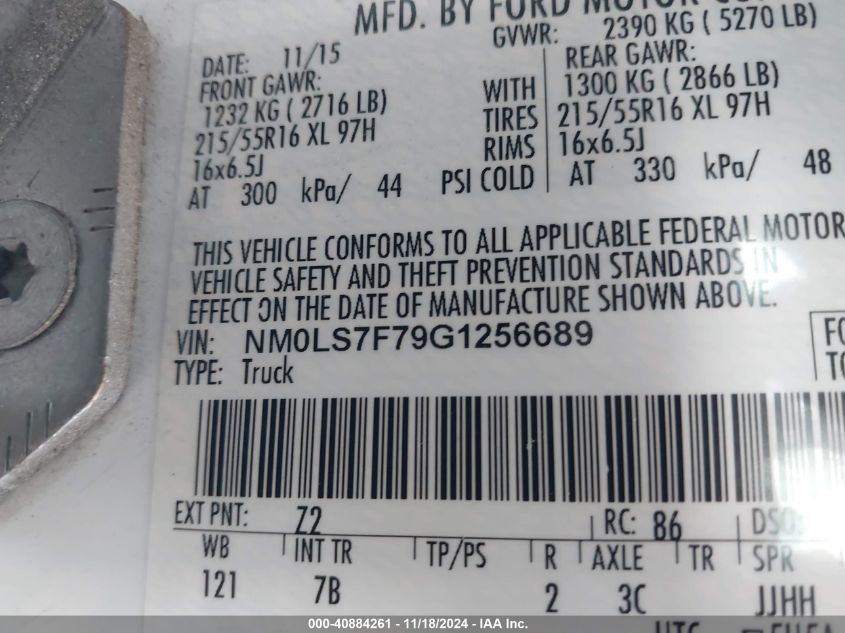 MFD. BY FORD MOTOR CO
GVWR: 2390 KG ( 5270 LB)
DATE: 11/15
FRONT GAWR:
1232 KG ( 2716 LB)
215/55R16 XL 97H
16x6.5J
AT 300 kPa/ 44 PSI COLD
WITH
TIRES
RIMS
REAR GAWR:
1300 KG ( 2866 LB)
215/55R16 XL 97H
16x6.5J
AT 330 kPa/ 48
THIS VEHICLE CONFORMS TO ALL APPLICABLE FEDERAL MOTOR
VEHICLE SAFETY AND THEFT PREVENTION STANDARDS IN
EFFECT ON THE DATE OF MANUFACTURE SHOWN ABOVE.
VIN: NM0LS7F79G1256689
TYPE: Truck
EXT PNT: Z2 RC: 86 DSO:
WB INT TR TP/PS R AXLE TR SPR
121 7B 2 3C JJHH
000-40884261 - 11/18/2024 - IAA Inc.